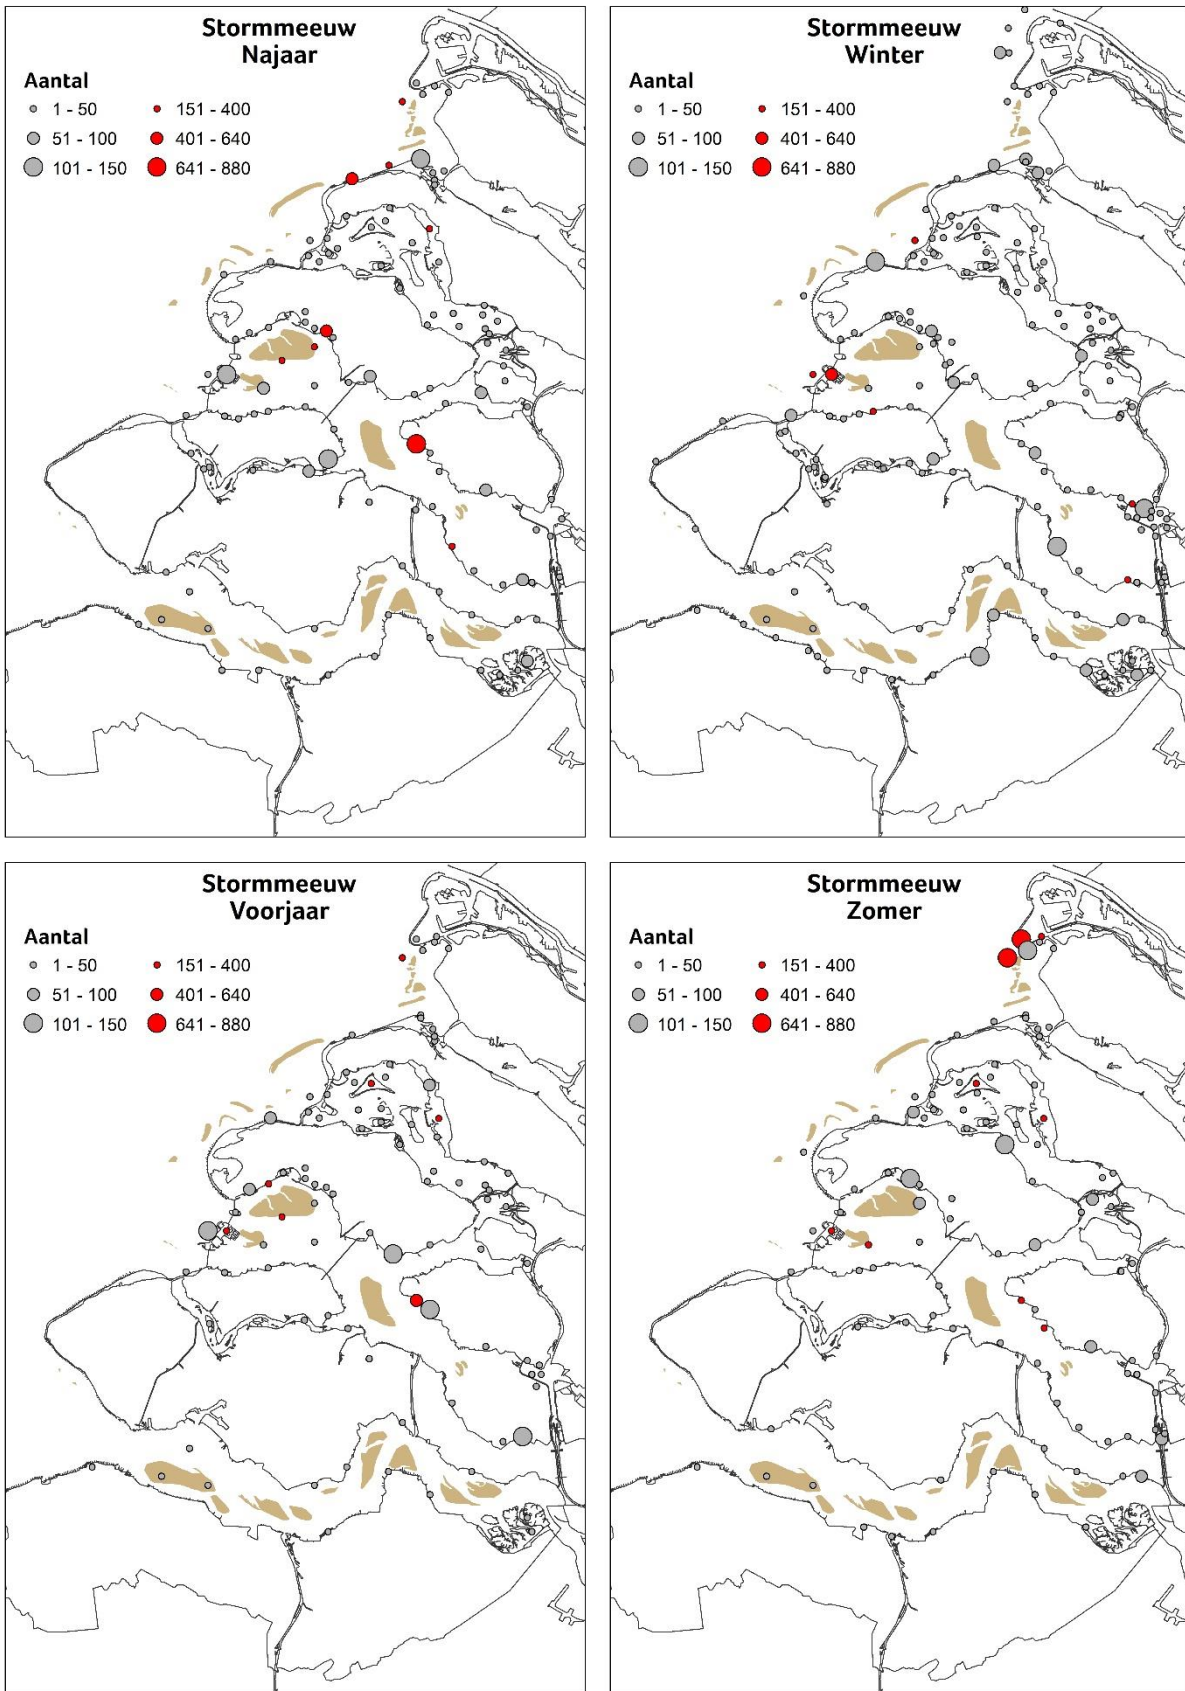 Stormmeeuw
Najaar
Aantal
1 - 50
151 - 400
51 - 100
401 - 640
101 - 150
641 - 880
Stormmeeuw
Winter
Aantal
1 - 50
151 - 400
51 - 100
401 - 640
101 - 150
641 - 880
Stormmeeuw
Voorjaar
Aantal
1 - 50
151 - 400
51 - 100
401 - 640
101 - 150
641 - 880
Stormmeeuw
Zomer
Aantal
1 - 50
151 - 400
51 - 100
401 - 640
101 - 150
641 - 880